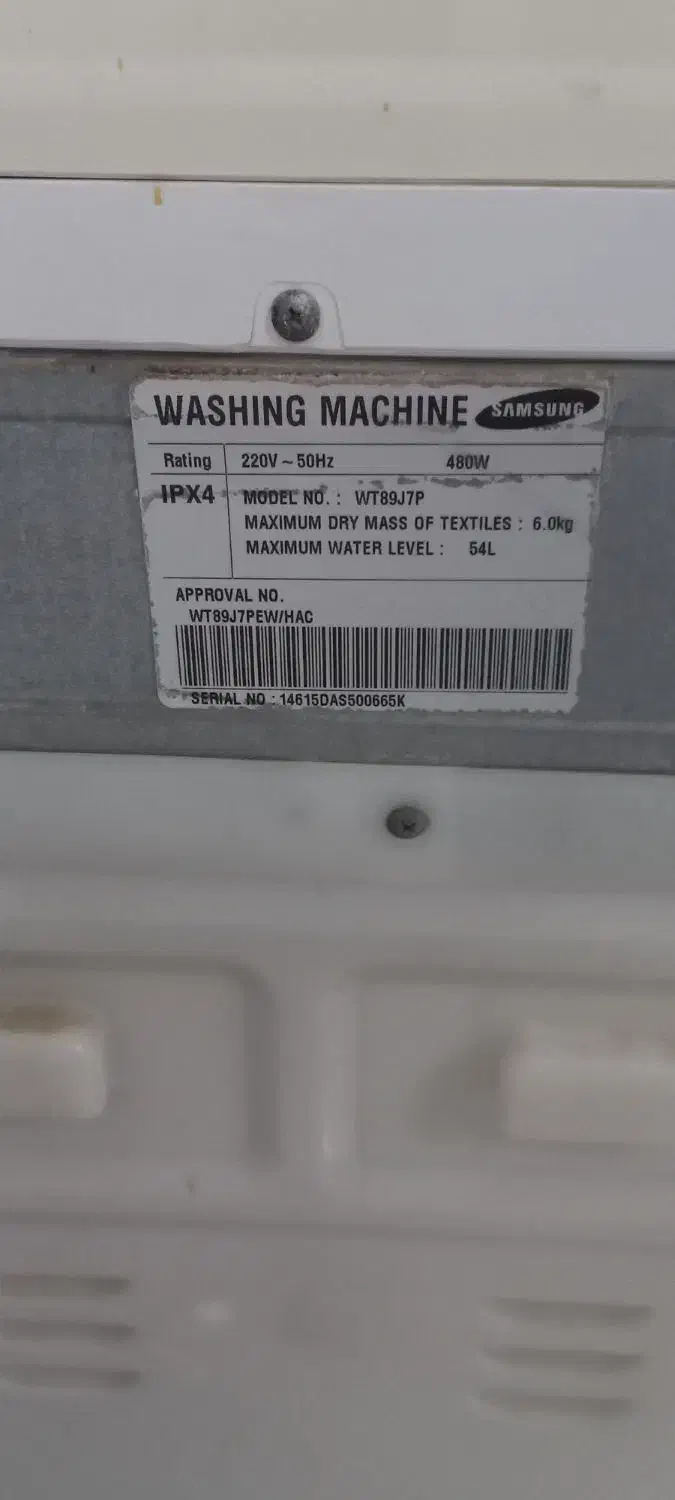 WASHING MACHINE SAMSUNG
Rating 220V ~ 50Hz 480W
IPX4 MODEL NO. : WT89J7P
MAXIMUM DRY MASS OF TEXTILES : 6.0kg
MAXIMUM WATER LEVEL : 54L
APPROVAL NO.
WT89J7PEW/HAC
SERIAL NO : 14615DAS500665K